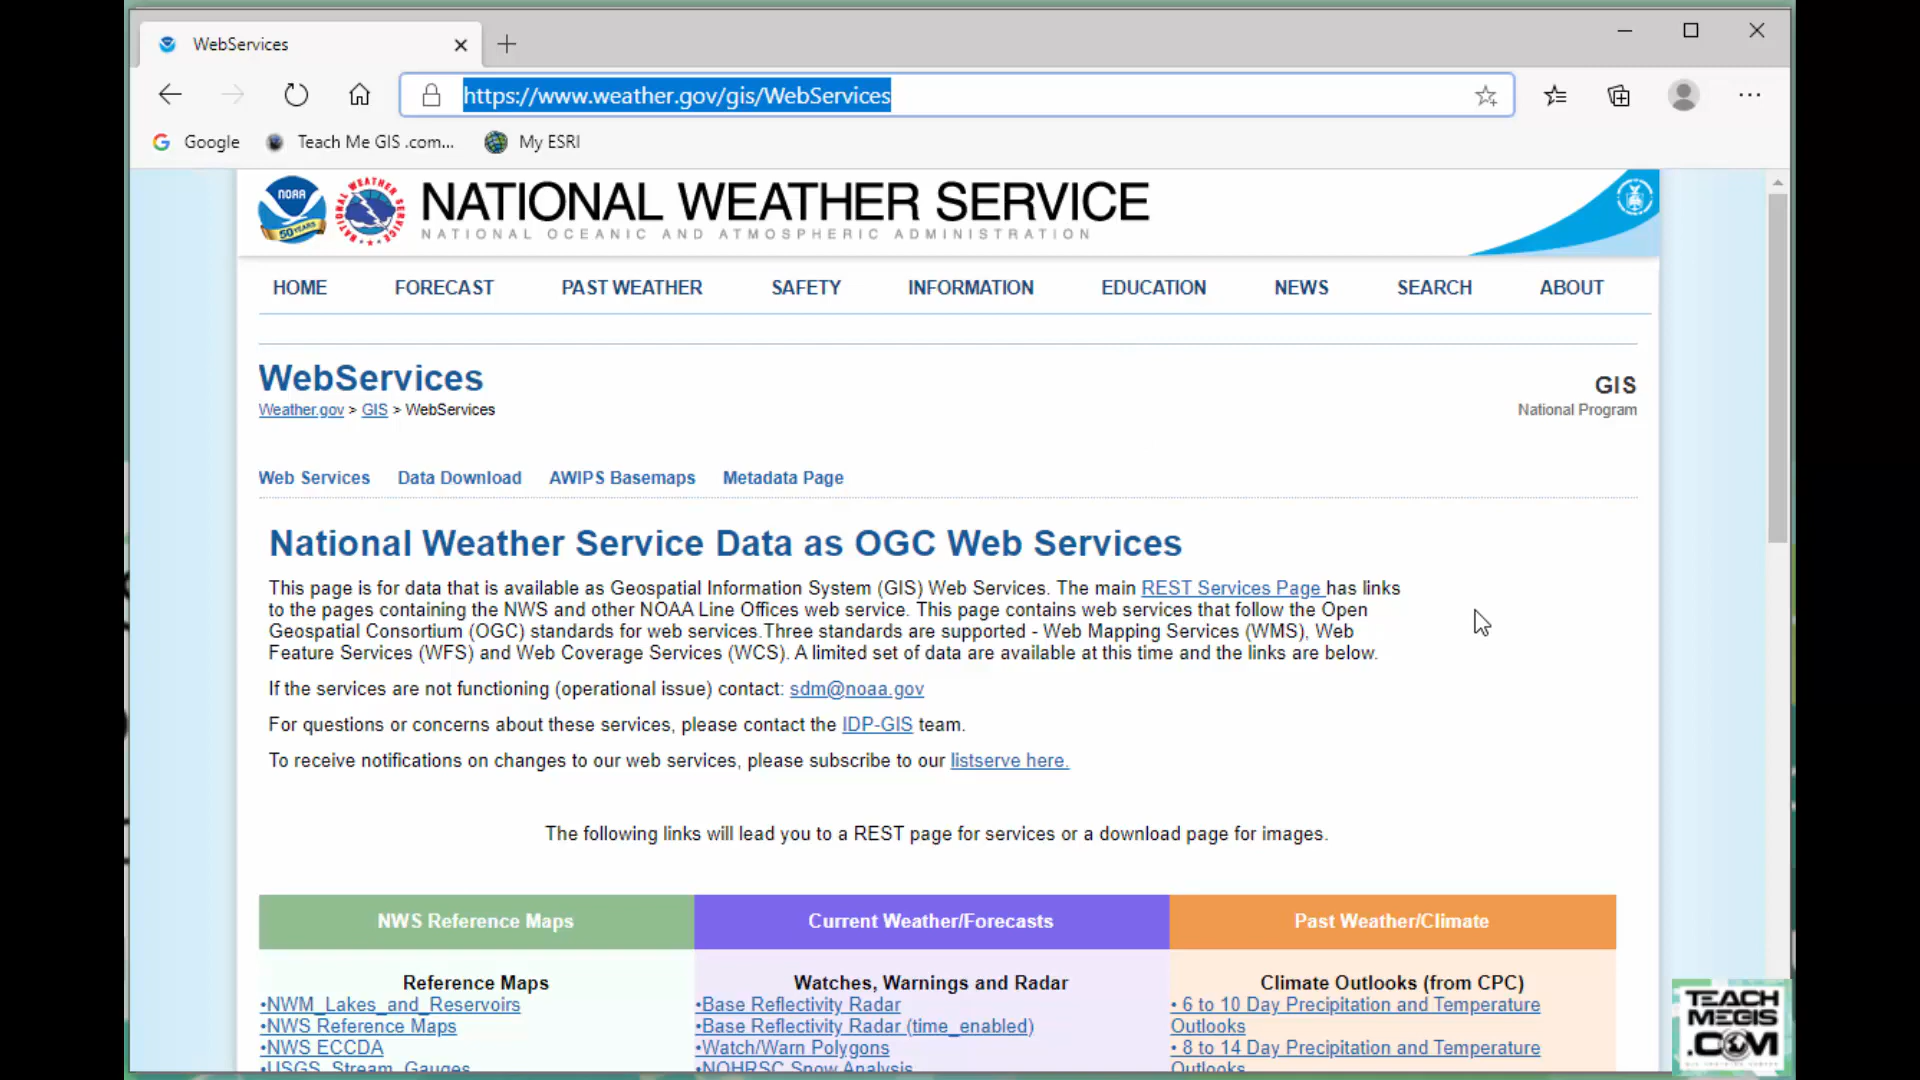 WebServices
https://www.weather.gov/gis/WebServices
Google
Teach Me GIS .com...
My ESRI
NOAA
50 YEARS
NATIONAL WEATHER SERVICE
NATIONAL WEATHER SERVICE
NATIONAL OCEANIC AND ATMOSPHERIC ADMINISTRATION
HOME FORECAST PAST WEATHER SAFETY INFORMATION EDUCATION NEWS SEARCH ABOUT
WebServices
GIS
Weather.gov > GIS > WebServices
National Program
Web Services Data Download AWIPS Basemaps Metadata Page
National Weather Service Data as OGC Web Services
This page is for data that is available as Geospatial Information System (GIS) Web Services. The main REST Services Page has links
to the pages containing the NWS and other NOAA Line Offices web service. This page contains web services that follow the Open
Geospatial Consortium (OGC) standards for web services.Three standards are supported - Web Mapping Services (WMS), Web
Feature Services (WFS) and Web Coverage Services (WCS). A limited set of data are available at this time and the links are below.
If the services are not functioning (operational issue) contact: sdm@noaa.gov
For questions or concerns about these services, please contact the IDP-GIS team.
To receive notifications on changes to our web services, please subscribe to our listserve here.
The following links will lead you to a REST page for services or a download page for images.
NWS Reference Maps
Reference Maps
•NWM_Lakes_and_Reservoirs
•NWS Reference Maps
•NWS ECCDA
•USGS_Stream_Gauges
Current Weather/Forecasts
Watches, Warnings and Radar
•Base Reflectivity Radar
•Base Reflectivity Radar (time_enabled)
•Watch/Warn Polygons
•NOHRSC Snow Analysis
Past Weather/Climate
Climate Outlooks (from CPC)
• 6 to 10 Day Precipitation and Temperature
Outlooks
• 8 to 14 Day Precipitation and Temperature
Outlooks
TEACH
MEGIS
.COM